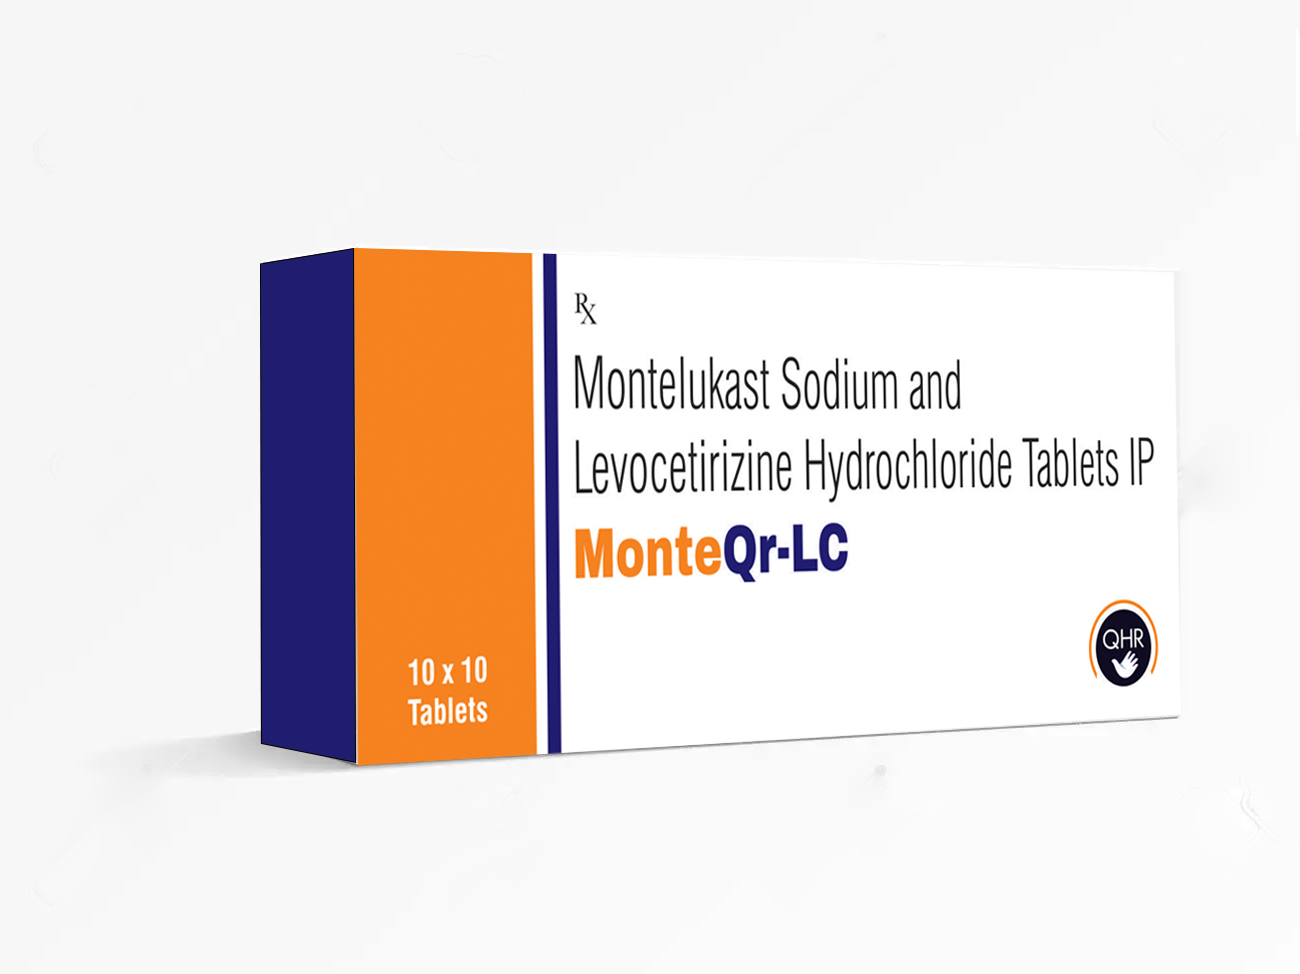 Rx
Montelukast Sodium and
Levocetirizine Hydrochloride Tablets IP
MonteQr-LC
10 x 10
Tablets
QHR